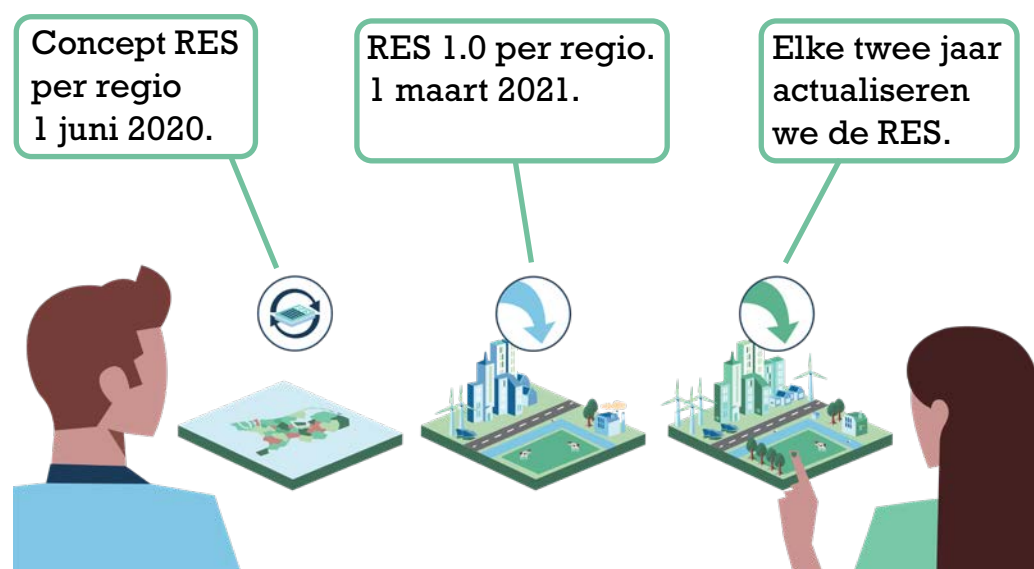 Concept RES
per regio
1 juni 2020.
RES 1.0 per regio.
1 maart 2021.
Elke twee jaar
actualiseren
we de RES.